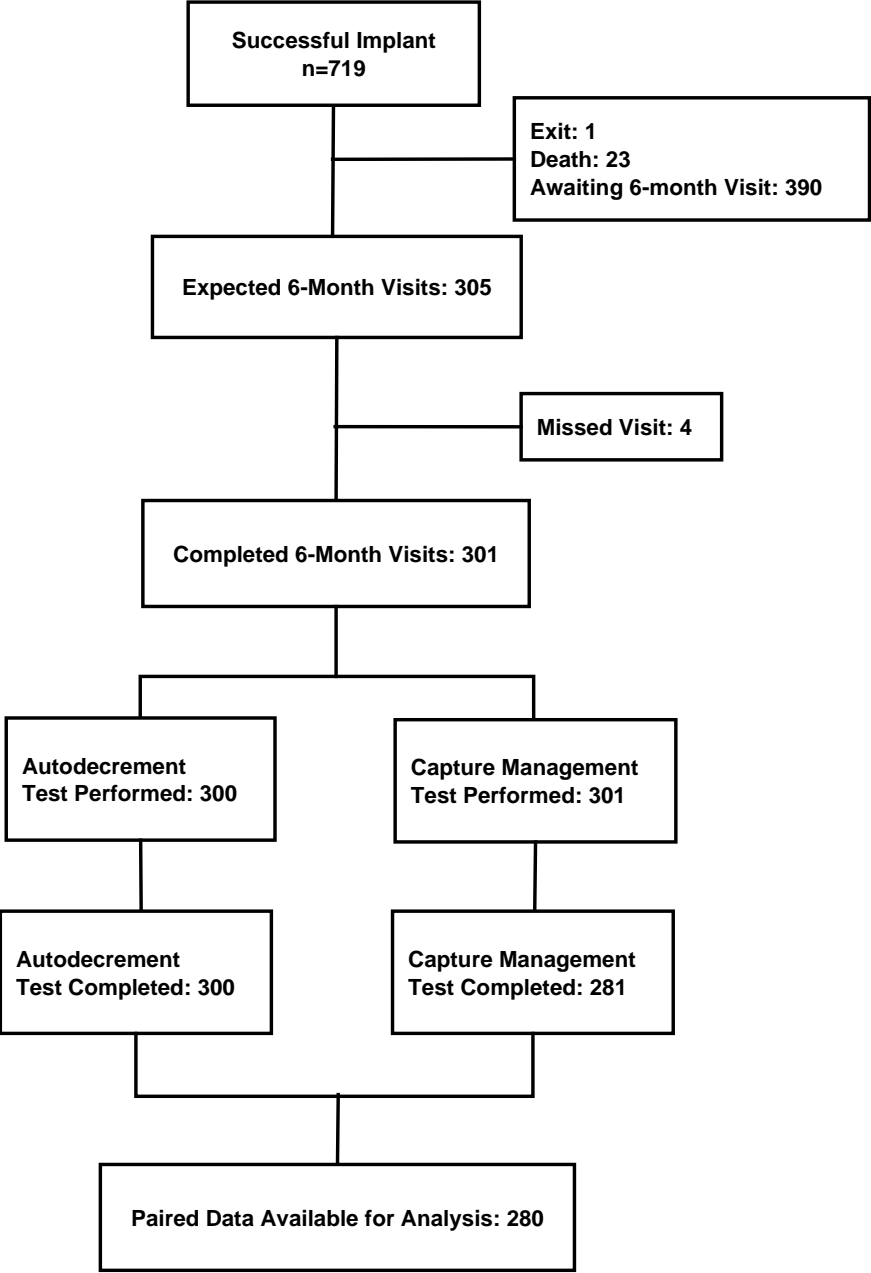 Successful Implant
n=719
Exit: 1
Death: 23
Awaiting 6-month Visit: 390
Expected 6-Month Visits: 305
Missed Visit: 4
Completed 6-Month Visits: 301
Autodecrement
Test Performed: 300
Capture Management
Test Performed: 301
Autodecrement
Test Completed: 300
Capture Management
Test Completed: 281
Paired Data Available for Analysis: 280